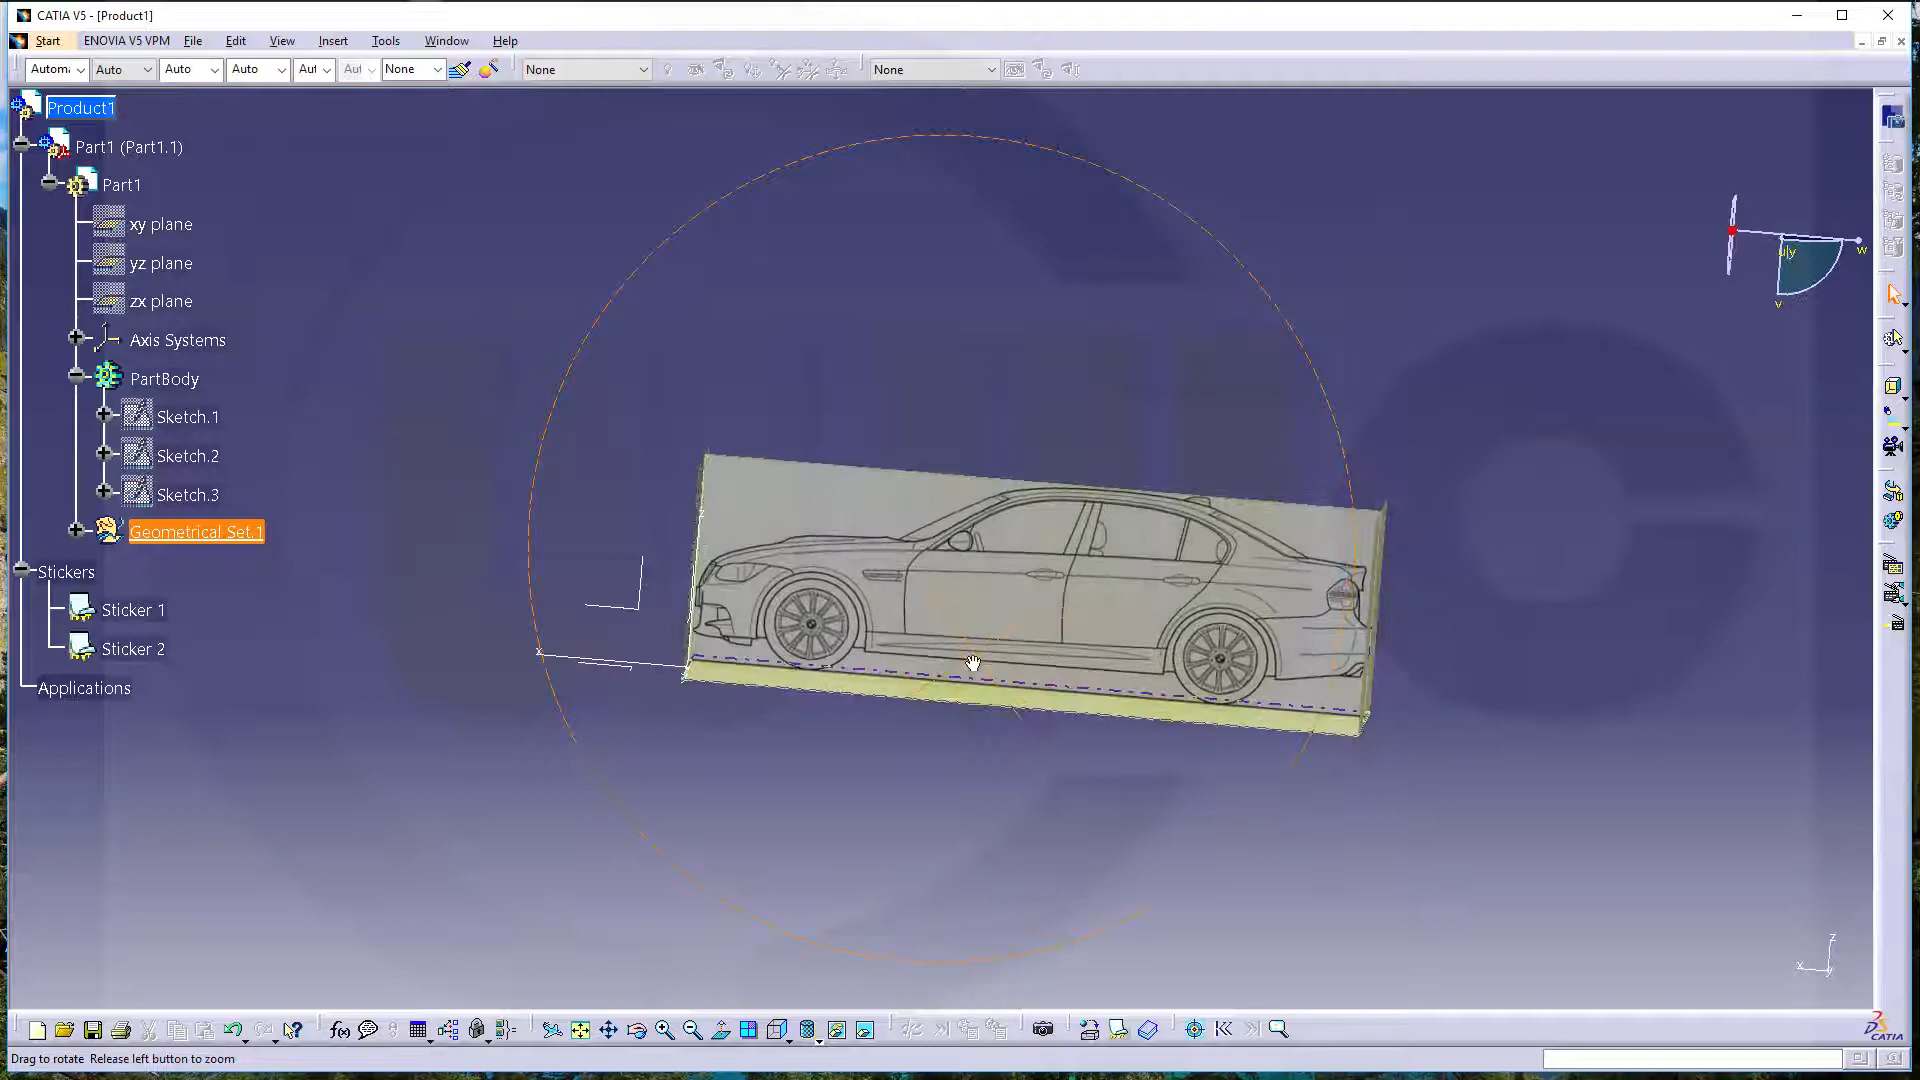 CATIA V5 - [Product1]
Start ENOVIA V5 VPM File Edit View Insert Tools Window Help
Automa Auto Auto Auto Aut Aut None None None
Product1
Part1 (Part1.1)
Part1
xy plane
yz plane
zx plane
Axis Systems
PartBody
Sketch.1
Sketch.2
Sketch.3
Geometrical Set.1
Stickers
Sticker 1
Sticker 2
Applications
w
u|y
v
z
x
z
x
y
f(x)
CATIA
Drag to rotate Release left button to zoom